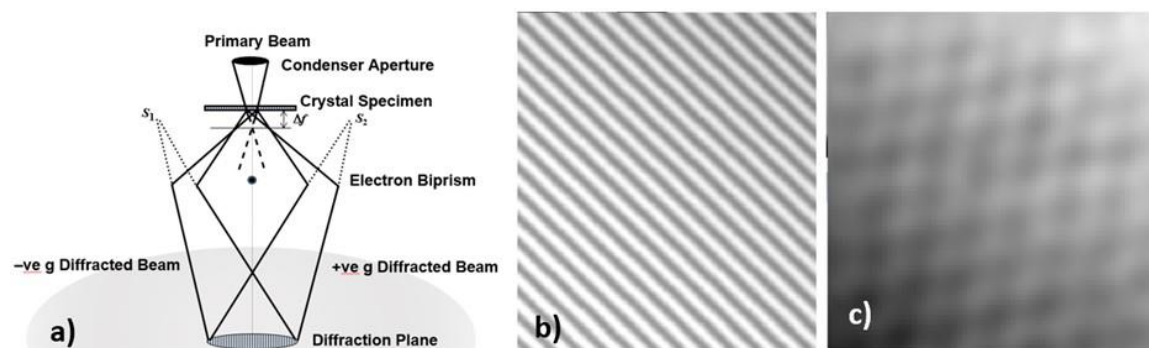 Primary Beam
Condenser Aperture
Crystal Specimen
S₁
Δf
S₂
Electron Biprism
–ve g Diffracted Beam
+ve g Diffracted Beam
Diffraction Plane
a)
b)
c)